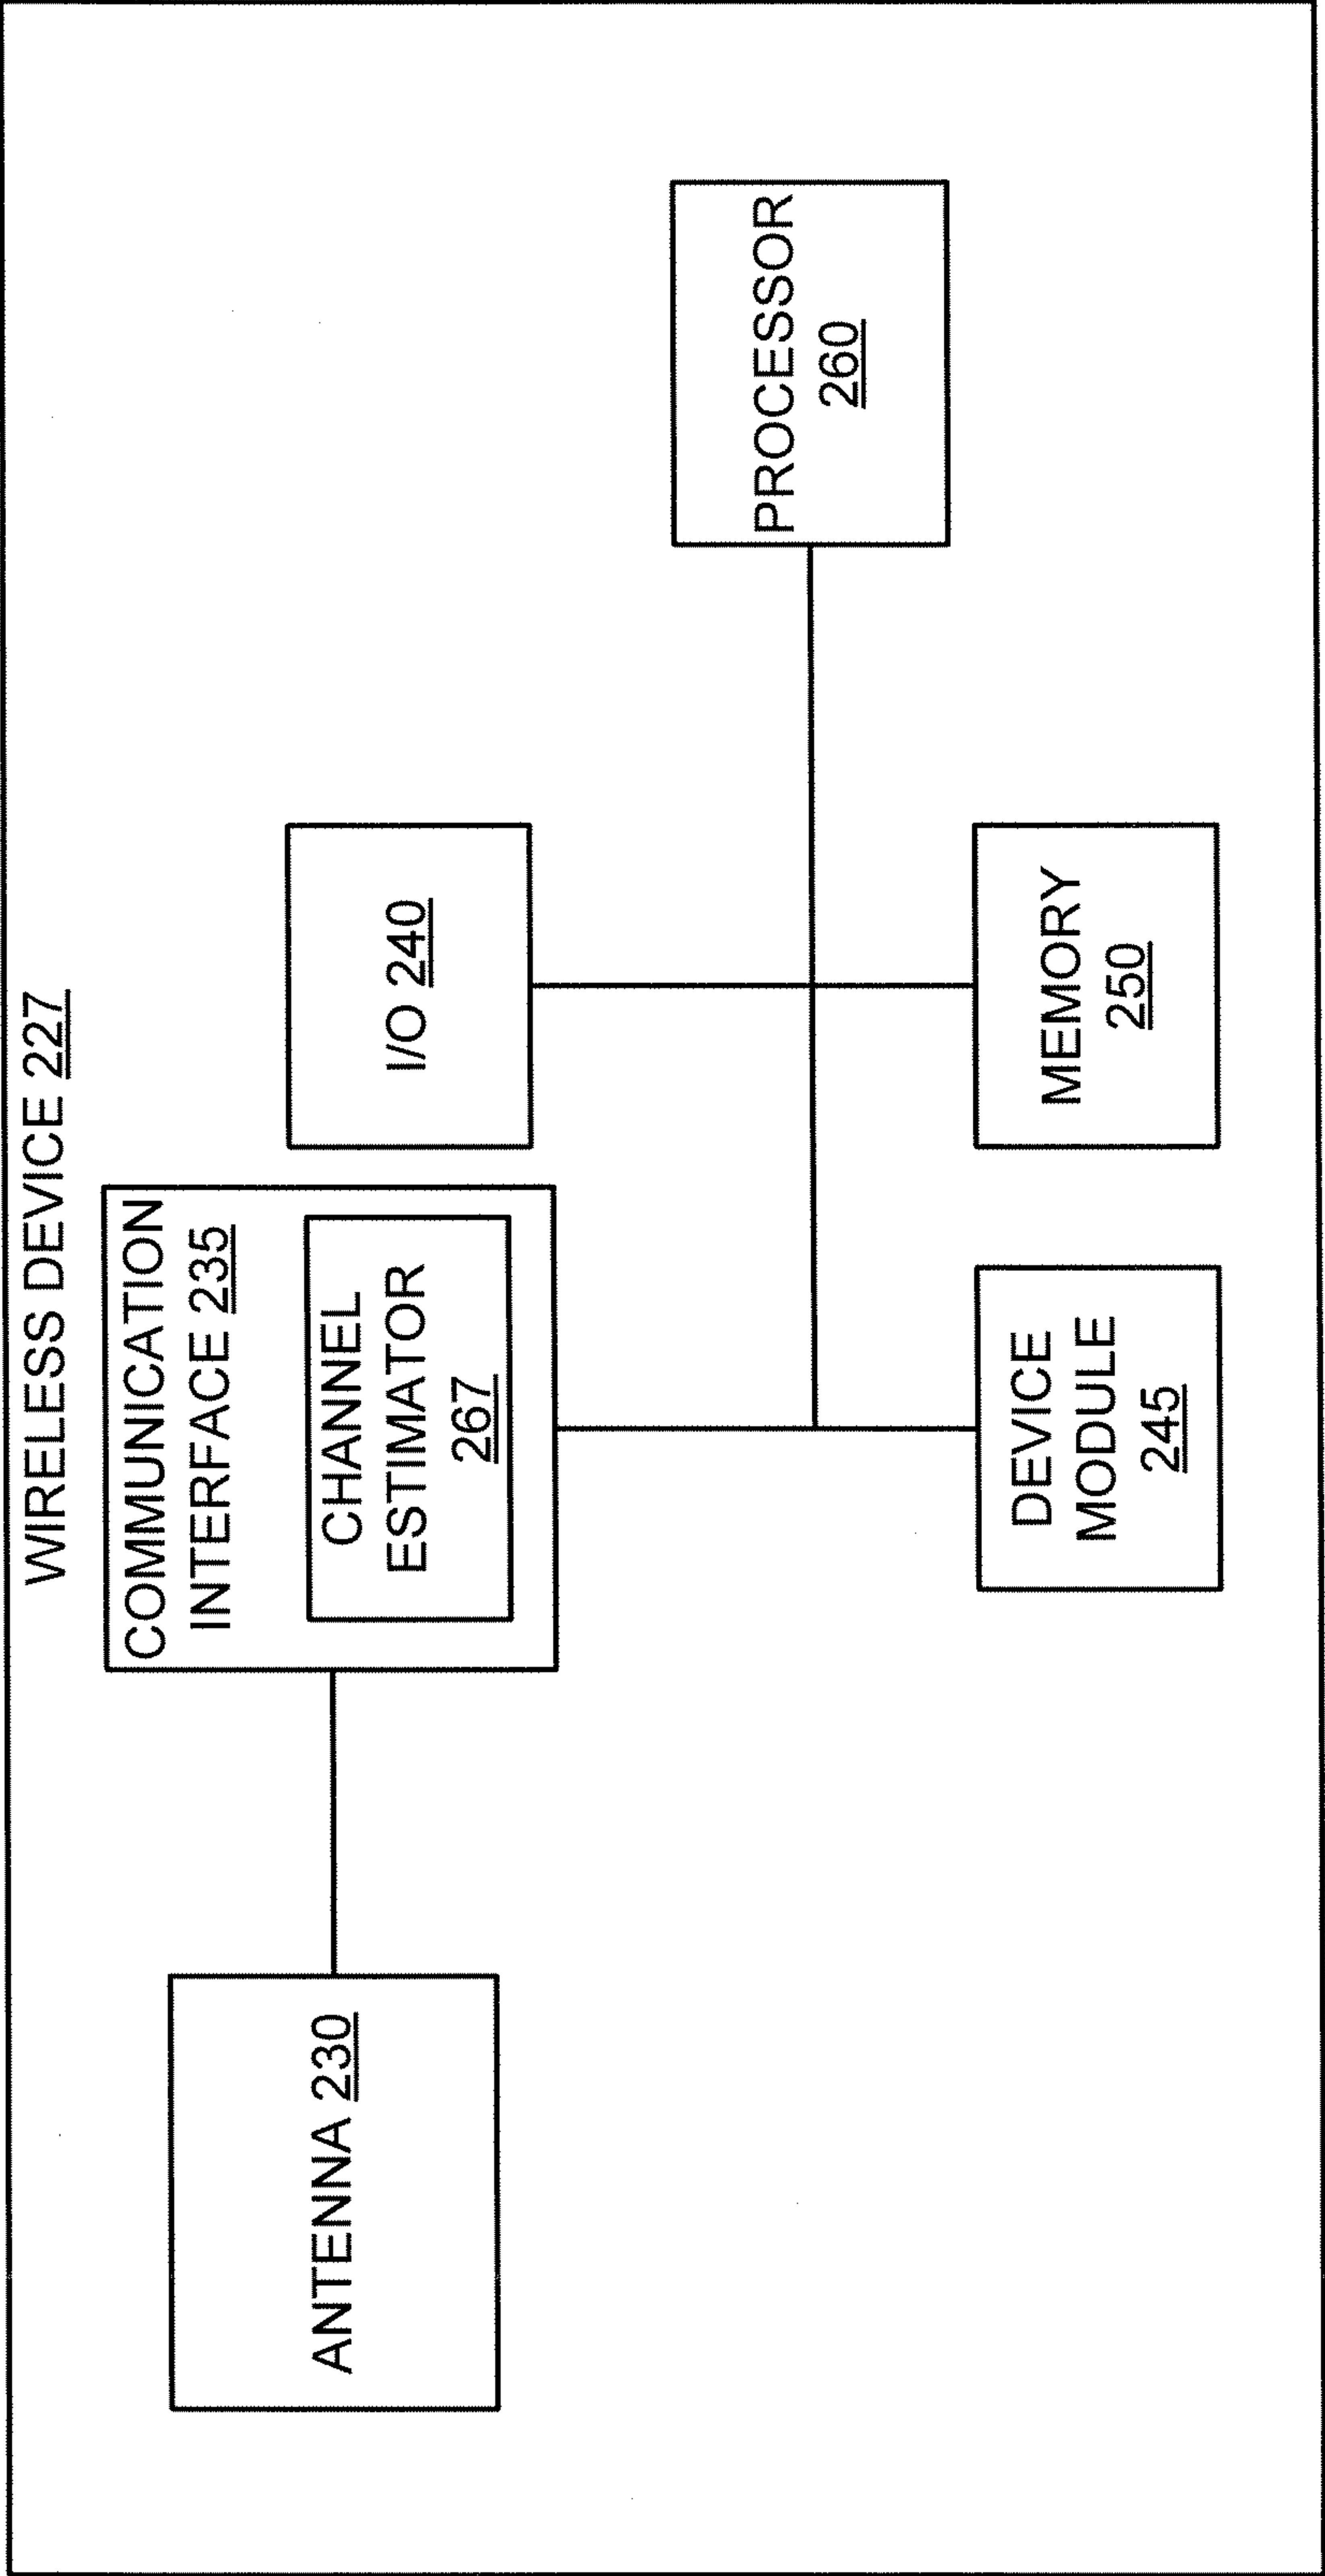 WIRELESS DEVICE 227
ANTENNA 230
COMMUNICATION
INTERFACE 235
CHANNEL
ESTIMATOR
267
I/O 240
DEVICE
MODULE
245
MEMORY
250
PROCESSOR
260